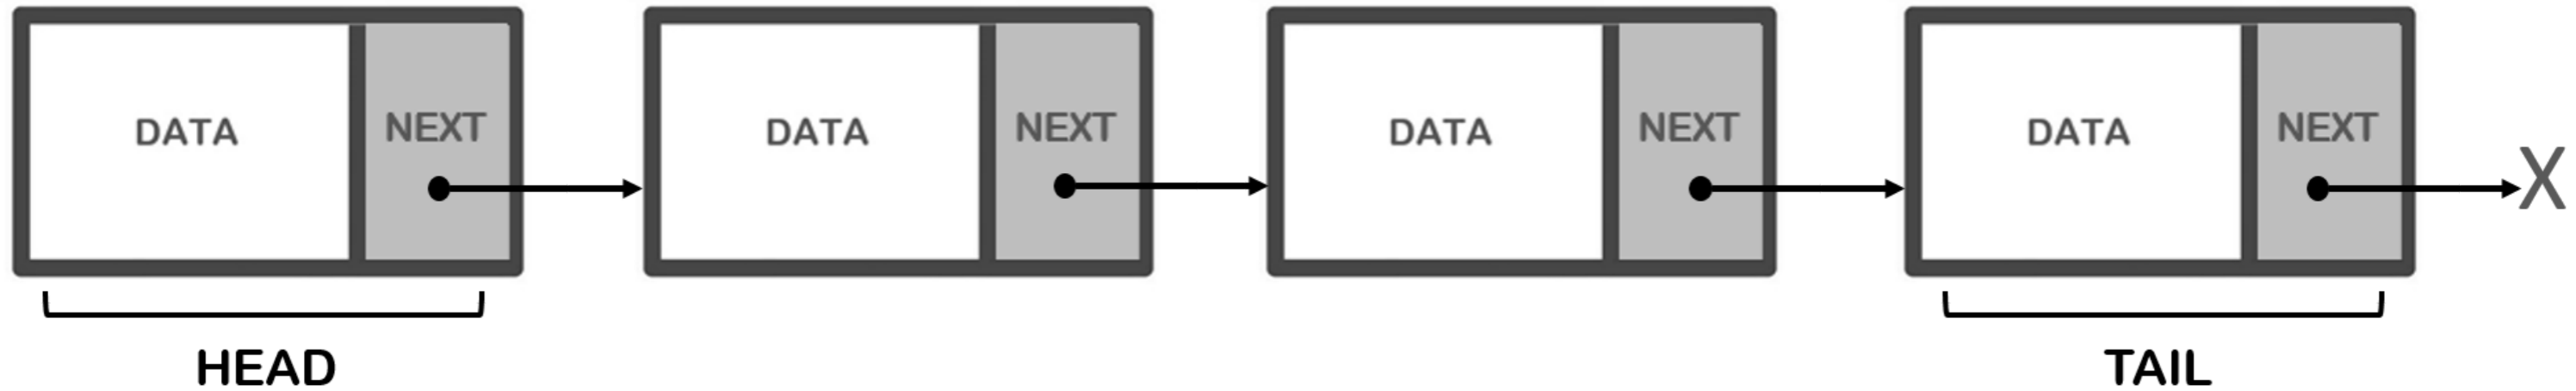 DATA NEXT DATA NEXT DATA NEXT DATA NEXT X
HEAD TAIL